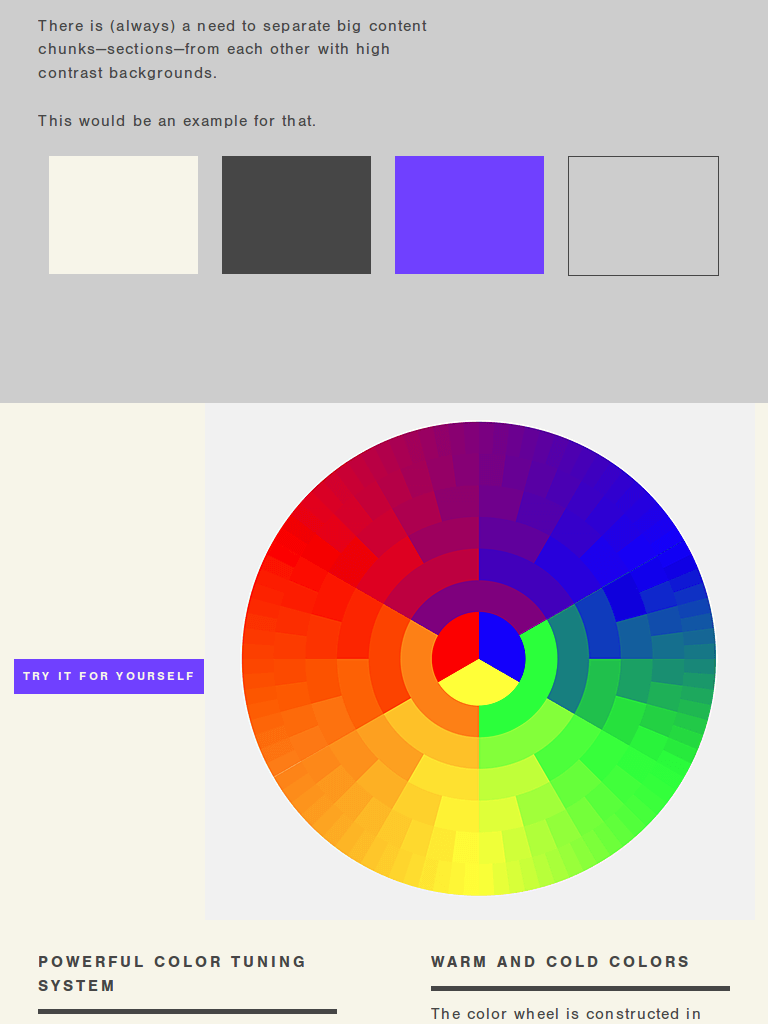 There is (always) a need to separate big content
chunks—sections—from each other with high
contrast backgrounds.
This would be an example for that.
TRY IT FOR YOURSELF
POWERFUL COLOR TUNING
SYSTEM
WARM AND COLD COLORS
The color wheel is constructed in